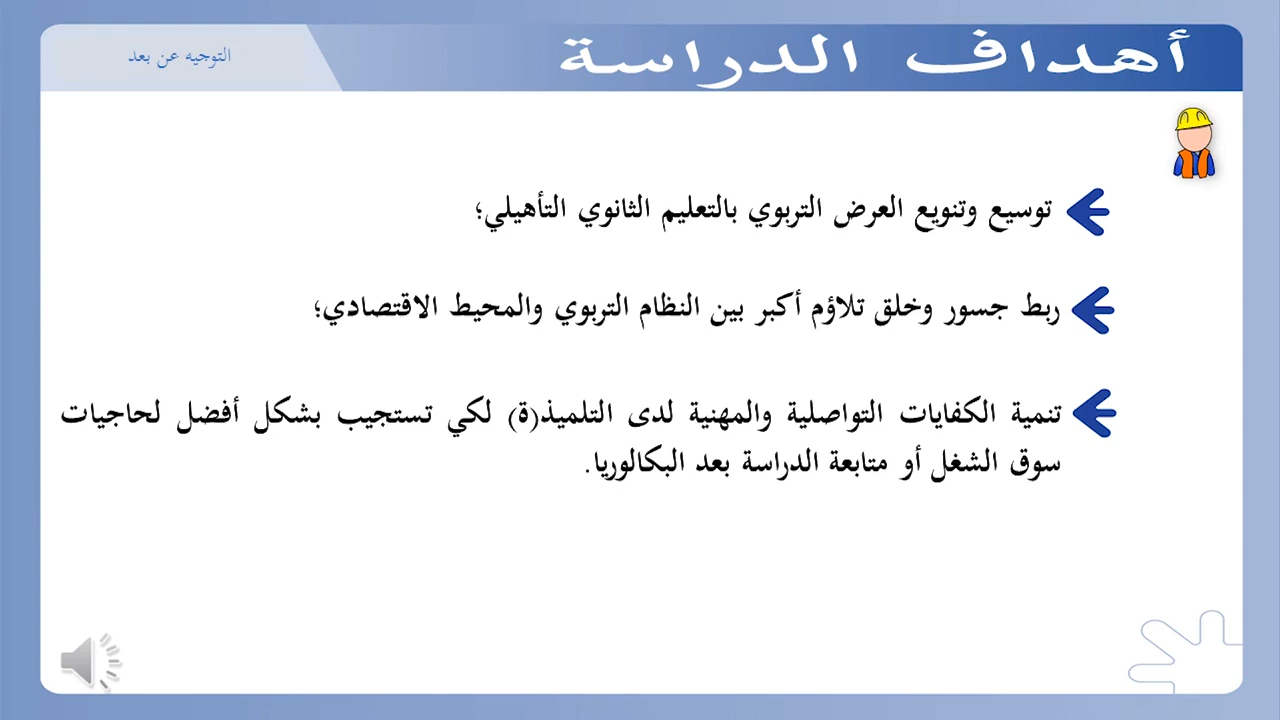 أهداف الدراسة
التوجيه عن بعد
توسيع وتنويع العرض التربوي بالتعليم الثانوي التأهيلي؛
ربط جسور وخلق تلاؤم أكبر بين النظام التربوي والمحيط الاقتصادي؛
تنمية الكفايات التواصلية والمهنية لدى التلميذ(ة) لكي تستجيب بشكل أفضل لحاجيات
سوق الشغل أو متابعة الدراسة بعد البكالوريا.